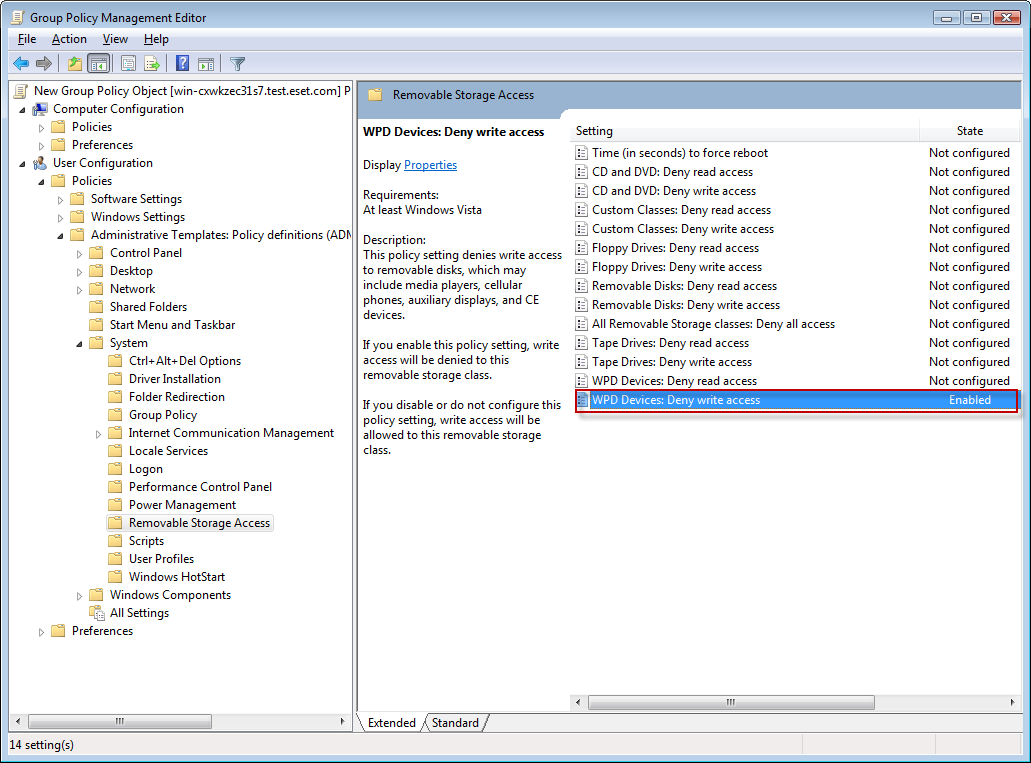 Group Policy Management Editor
File Action View Help
New Group Policy Object [win-cxwkzec31s7.test.eset.com] P
Computer Configuration
Policies
Preferences
User Configuration
Policies
Software Settings
Windows Settings
Administrative Templates: Policy definitions (ADM
Control Panel
Desktop
Network
Shared Folders
Start Menu and Taskbar
System
Ctrl+Alt+Del Options
Driver Installation
Folder Redirection
Group Policy
Internet Communication Management
Locale Services
Logon
Performance Control Panel
Power Management
Removable Storage Access
Scripts
User Profiles
Windows HotStart
Windows Components
All Settings
Preferences
Removable Storage Access
WPD Devices: Deny write access
Display Properties
Requirements:
At least Windows Vista
Description:
This policy setting denies write access
to removable disks, which may
include media players, cellular
phones, auxiliary displays, and CE
devices.
If you enable this policy setting, write
access will be denied to this
removable storage class.
If you disable or do not configure this
policy setting, write access will be
allowed to this removable storage
class.
Setting State
Time (in seconds) to force reboot Not configured
CD and DVD: Deny read access Not configured
CD and DVD: Deny write access Not configured
Custom Classes: Deny read access Not configured
Custom Classes: Deny write access Not configured
Floppy Drives: Deny read access Not configured
Floppy Drives: Deny write access Not configured
Removable Disks: Deny read access Not configured
Removable Disks: Deny write access Not configured
All Removable Storage classes: Deny all access Not configured
Tape Drives: Deny read access Not configured
Tape Drives: Deny write access Not configured
WPD Devices: Deny read access Not configured
WPD Devices: Deny write access Enabled
Extended Standard
14 setting(s)